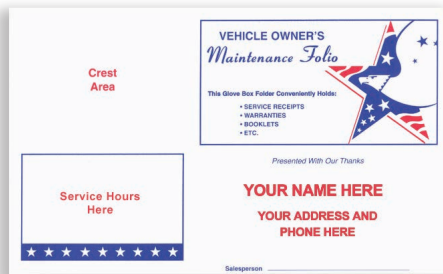 Crest
Area
Service Hours
Here
VEHICLE OWNER'S
Maintenance Folio
This Glove Box Folder Conveniently Holds:
• SERVICE RECEIPTS
• WARRANTIES
• BOOKLETS
• ETC.
Presented With Our Thanks
YOUR NAME HERE
YOUR ADDRESS AND
PHONE HERE
Salesperson